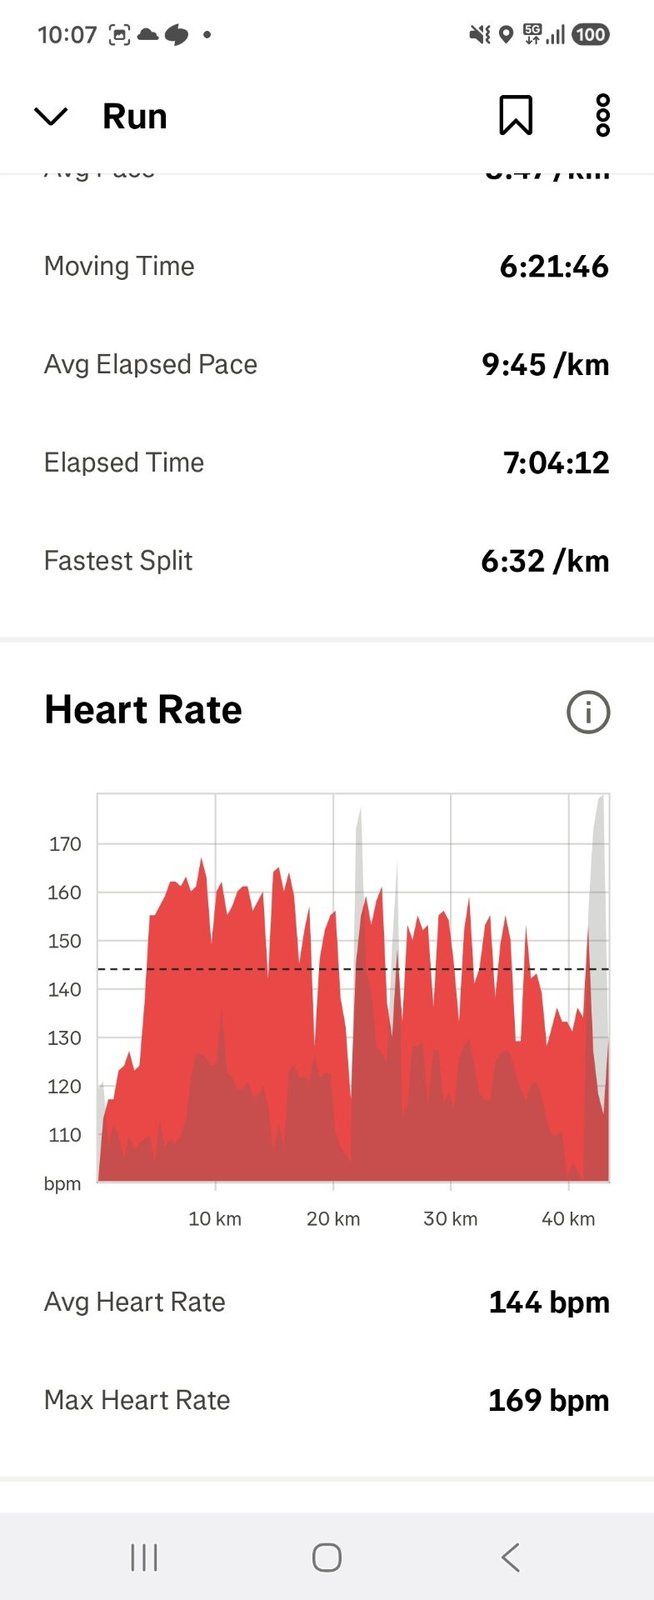 10:07 5G 100
Run
Moving Time 6:21:46
Avg Elapsed Pace 9:45 /km
Elapsed Time 7:04:12
Fastest Split 6:32 /km
Heart Rate
170
160
150
140
130
120
110
bpm
10 km 20 km 30 km 40 km
Avg Heart Rate 144 bpm
Max Heart Rate 169 bpm